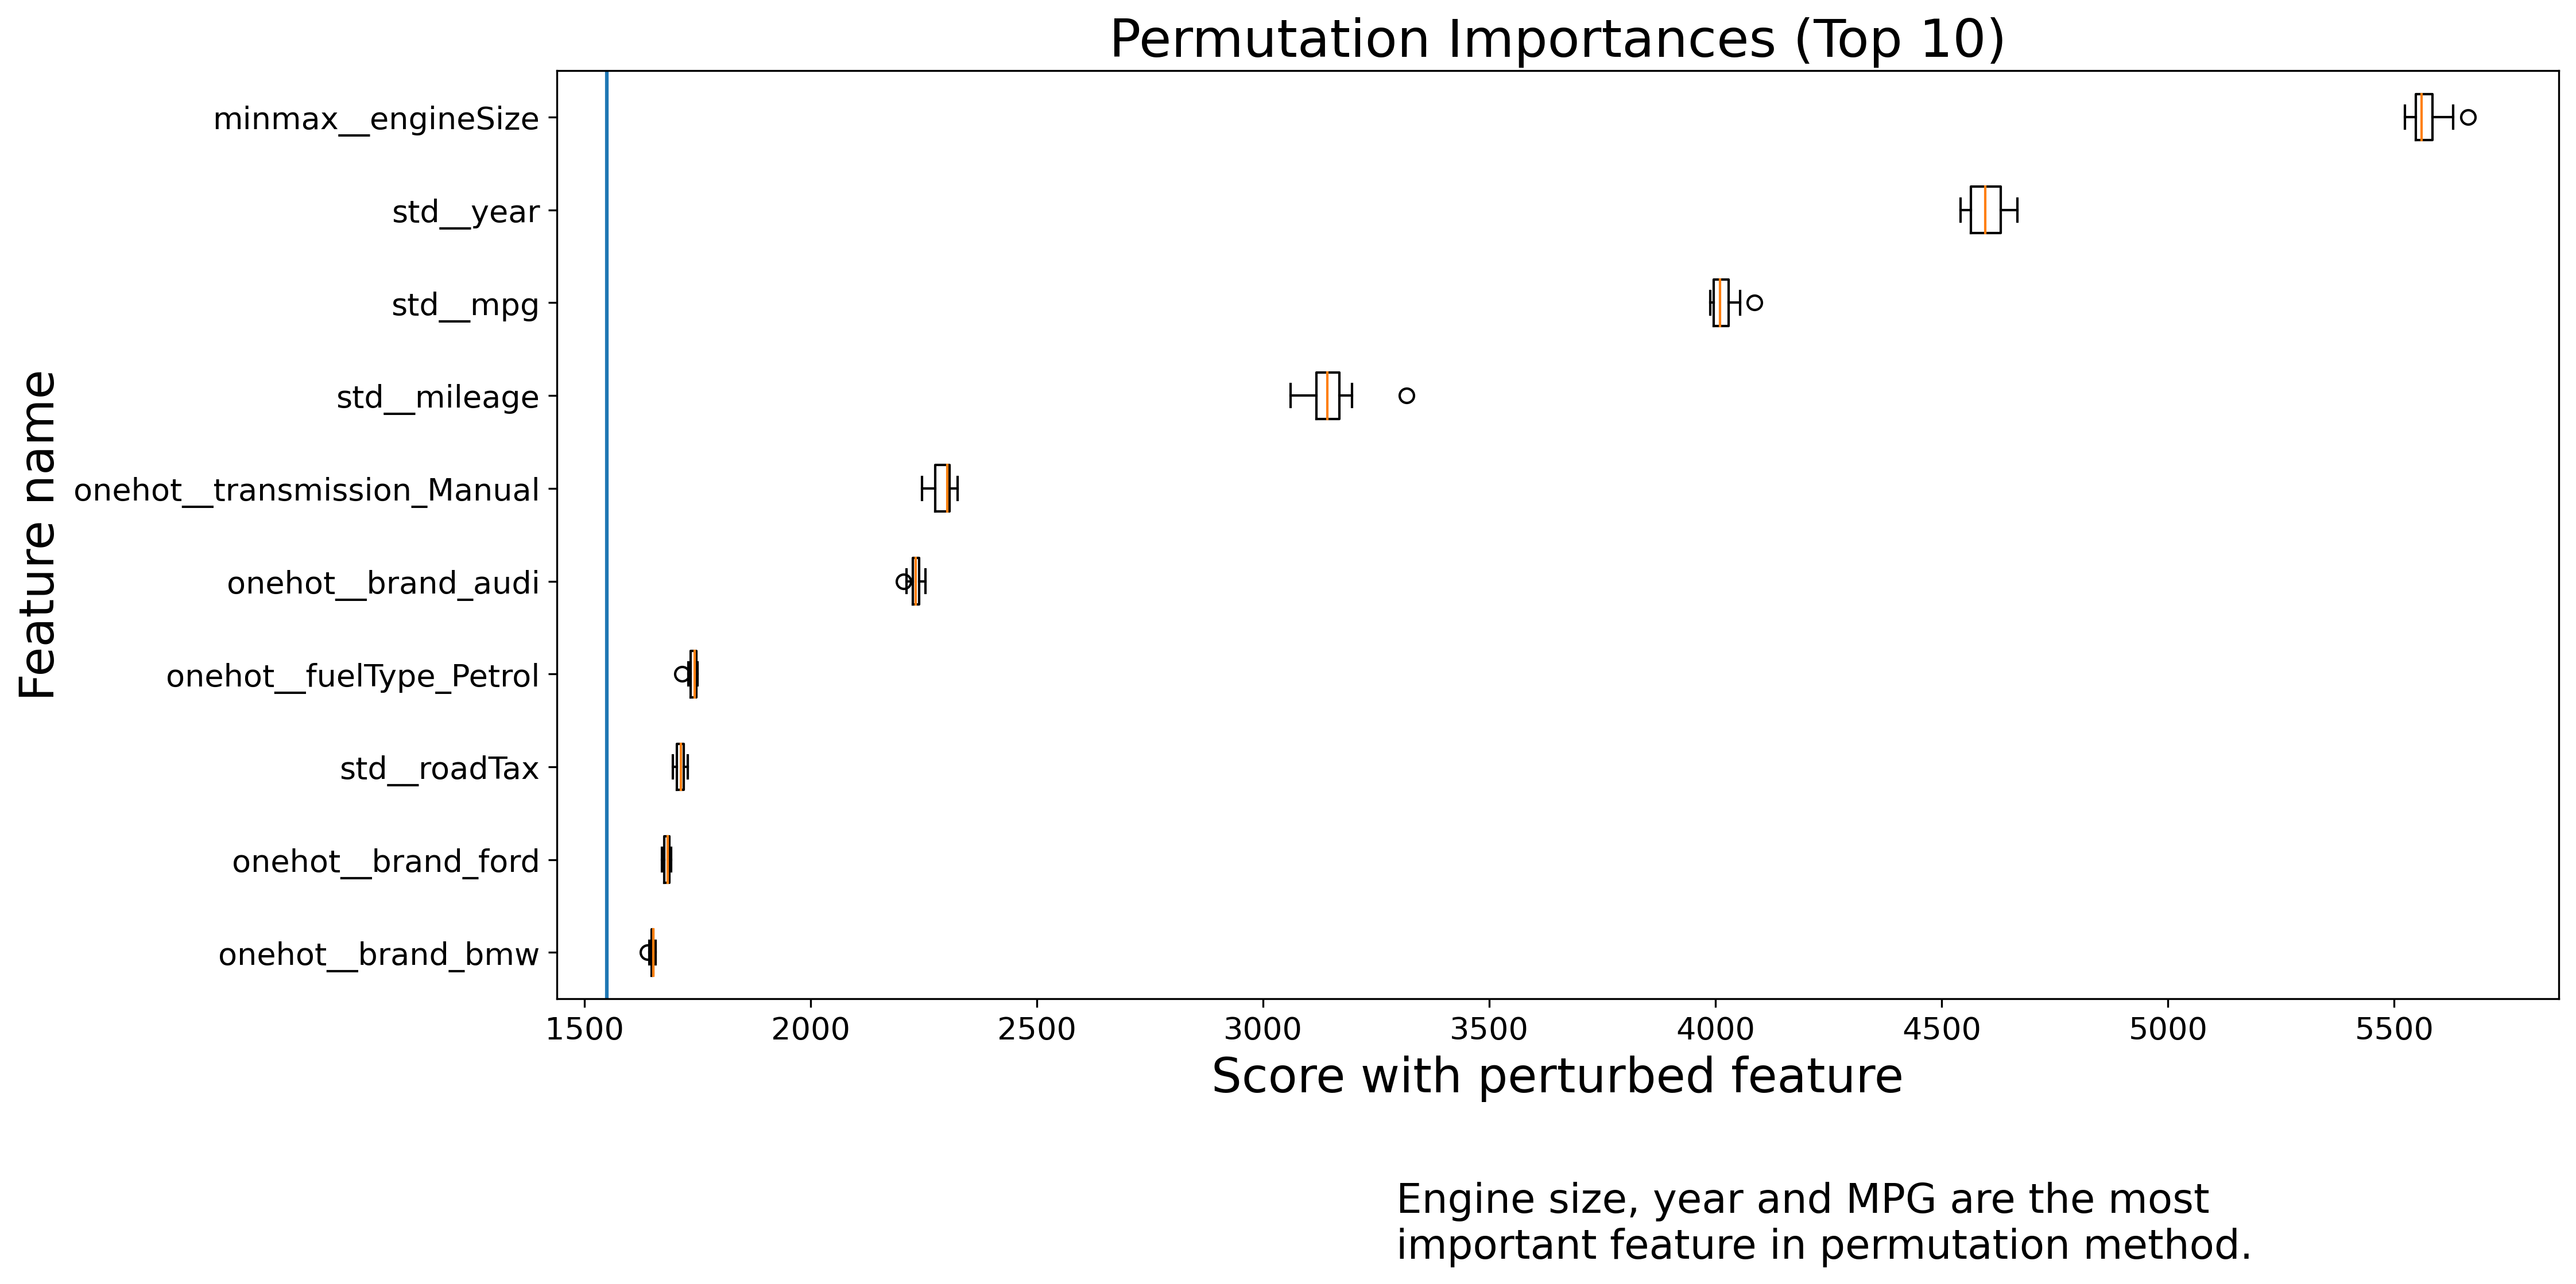 Permutation Importances (Top 10)
Feature name
minmax__engineSize
std__year
std__mpg
std__mileage
onehot__transmission_Manual
onehot__brand_audi
onehot__fuelType_Petrol
std__roadTax
onehot__brand_ford
onehot__brand_bmw
1500 2000 2500 3000 3500 4000 4500 5000 5500
Score with perturbed feature
Engine size, year and MPG are the most
important feature in permutation method.